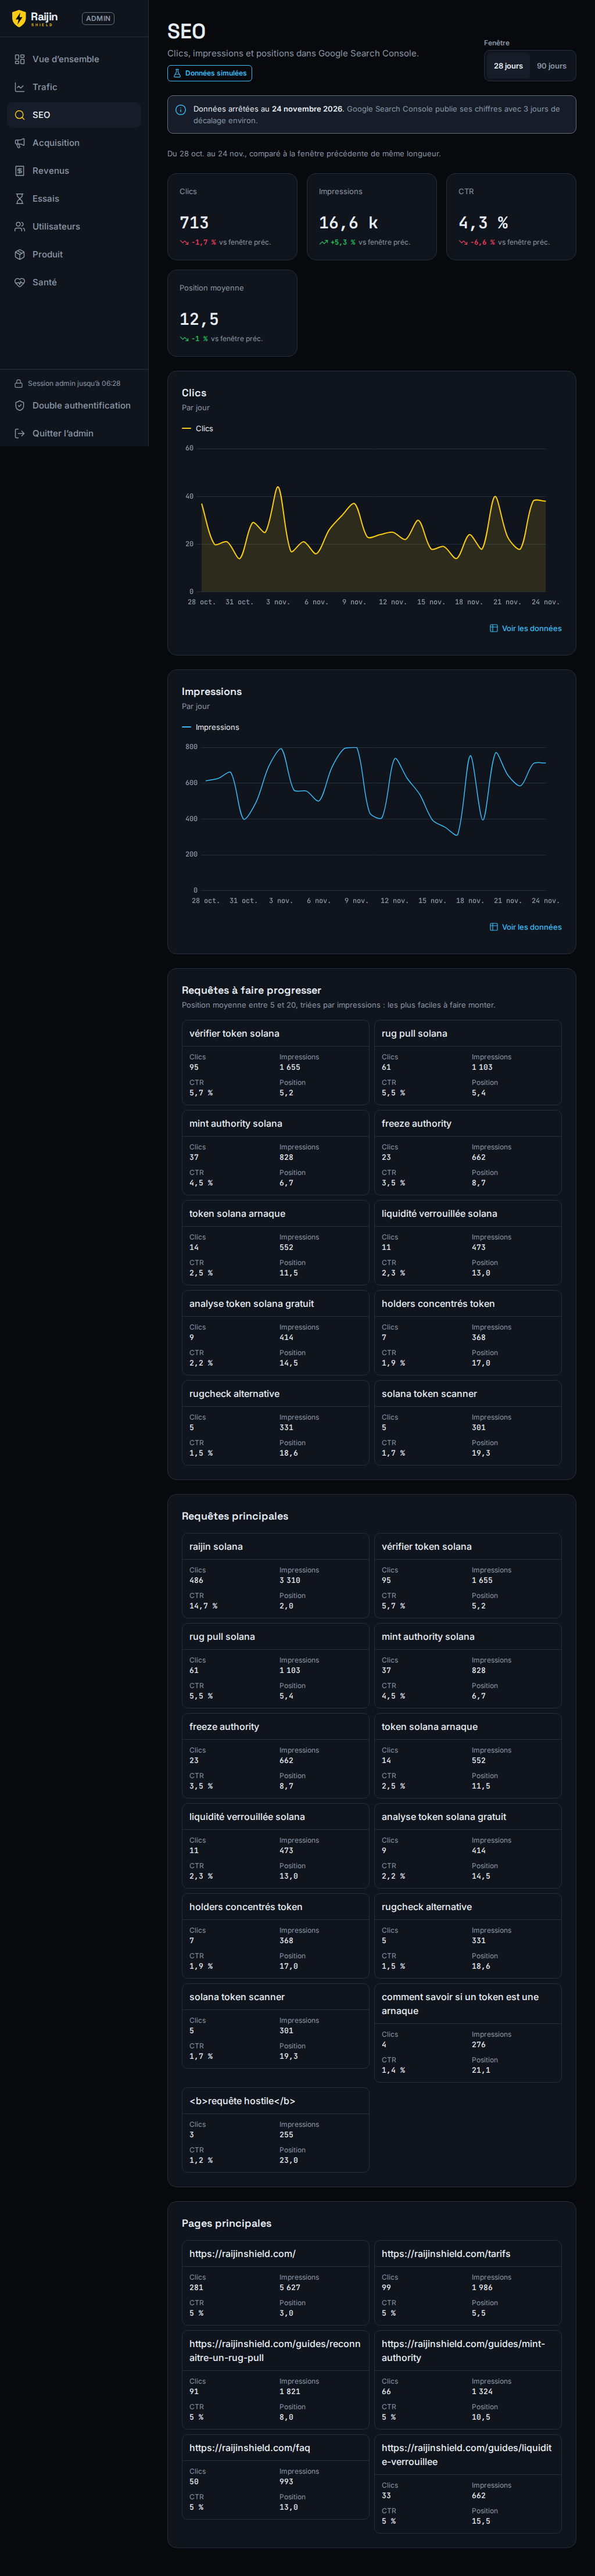 Raijin
SHIELD
ADMIN
Vue d’ensemble
Trafic
SEO
Acquisition
Revenus
Essais
Utilisateurs
Produit
Santé
Session admin jusqu’à 06:28
Double authentification
Quitter l’admin
SEO
Clics, impressions et positions dans Google Search Console.
Données simulées
Fenêtre
28 jours 90 jours
Données arrêtées au 24 novembre 2026. Google Search Console publie ses chiffres avec 3 jours de
décalage environ.
Du 28 oct. au 24 nov., comparé à la fenêtre précédente de même longueur.
Clics
713
-1,7 % vs fenêtre préc.
Impressions
16,6 k
+5,3 % vs fenêtre préc.
CTR
4,3 %
-6,6 % vs fenêtre préc.
Position moyenne
12,5
-1 % vs fenêtre préc.
Clics
Par jour
Clics
60
40
20
0
28 oct. 31 oct. 3 nov. 6 nov. 9 nov. 12 nov. 15 nov. 18 nov. 21 nov. 24 nov.
Voir les données
Impressions
Par jour
Impressions
800
600
400
200
0
28 oct. 31 oct. 3 nov. 6 nov. 9 nov. 12 nov. 15 nov. 18 nov. 21 nov. 24 nov.
Voir les données
Requêtes à faire progresser
Position moyenne entre 5 et 20, triées par impressions : les plus faciles à faire monter.
vérifier token solana
Clics Impressions
95 1 655
CTR Position
5,7 % 5,2
rug pull solana
Clics Impressions
61 1 103
CTR Position
5,5 % 5,4
mint authority solana
Clics Impressions
37 828
CTR Position
4,5 % 6,7
freeze authority
Clics Impressions
23 662
CTR Position
3,5 % 8,7
token solana arnaque
Clics Impressions
14 552
CTR Position
2,5 % 11,5
liquidité verrouillée solana
Clics Impressions
11 473
CTR Position
2,3 % 13,0
analyse token solana gratuit
Clics Impressions
9 414
CTR Position
2,2 % 14,5
holders concentrés token
Clics Impressions
7 368
CTR Position
1,9 % 17,0
rugcheck alternative
Clics Impressions
5 331
CTR Position
1,5 % 18,6
solana token scanner
Clics Impressions
5 301
CTR Position
1,7 % 19,3
Requêtes principales
raijin solana
Clics Impressions
486 3 310
CTR Position
14,7 % 2,0
vérifier token solana
Clics Impressions
95 1 655
CTR Position
5,7 % 5,2
rug pull solana
Clics Impressions
61 1 103
CTR Position
5,5 % 5,4
mint authority solana
Clics Impressions
37 828
CTR Position
4,5 % 6,7
freeze authority
Clics Impressions
23 662
CTR Position
3,5 % 8,7
token solana arnaque
Clics Impressions
14 552
CTR Position
2,5 % 11,5
liquidité verrouillée solana
Clics Impressions
11 473
CTR Position
2,3 % 13,0
analyse token solana gratuit
Clics Impressions
9 414
CTR Position
2,2 % 14,5
holders concentrés token
Clics Impressions
7 368
CTR Position
1,9 % 17,0
rugcheck alternative
Clics Impressions
5 331
CTR Position
1,5 % 18,6
solana token scanner
Clics Impressions
5 301
CTR Position
1,7 % 19,3
comment savoir si un token est une
arnaque
Clics Impressions
4 276
CTR Position
1,4 % 21,1
&lt;b&gt;requête hostile&lt;/b&gt;
Clics Impressions
3 255
CTR Position
1,2 % 23,0
Pages principales
https://raijinshield.com/
Clics Impressions
281 5 627
CTR Position
5 % 3,0
https://raijinshield.com/tarifs
Clics Impressions
99 1 986
CTR Position
5 % 5,5
https://raijinshield.com/guides/reconn
aitre-un-rug-pull
Clics Impressions
91 1 821
CTR Position
5 % 8,0
https://raijinshield.com/guides/mint-
authority
Clics Impressions
66 1 324
CTR Position
5 % 10,5
https://raijinshield.com/faq
Clics Impressions
50 993
CTR Position
5 % 13,0
https://raijinshield.com/guides/liquidit
e-verrouillee
Clics Impressions
33 662
CTR Position
5 % 15,5